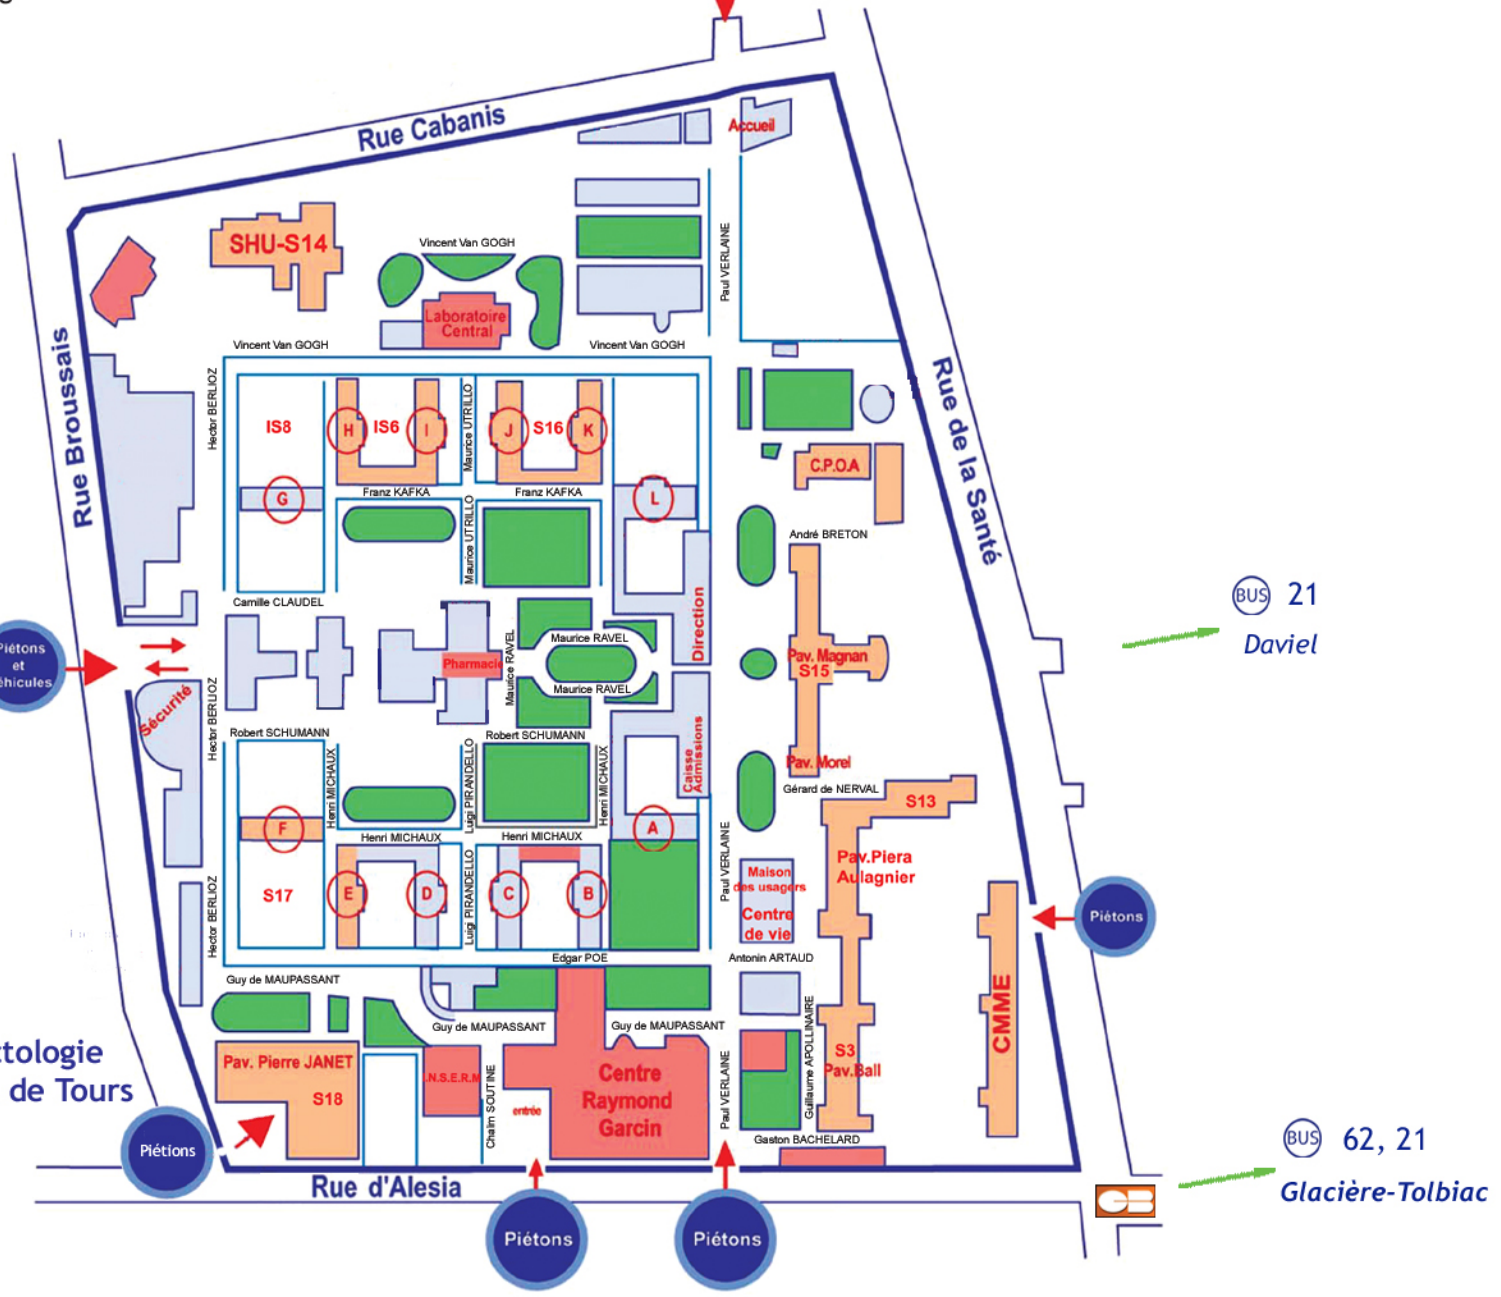 Rue Cabanis
Accueil
SHU-S14
Vincent Van GOGH
Paul VERLAINE
Laboratoire
Central
Vincent Van GOGH
Vincent Van GOGH
Rue Broussais
Hector BERLIOZ
IS8
H
IS6
I
Maurice UTRILLO
J
S16
K
Rue de la Santé
C.P.O.A
G
Franz KAFKA
Franz KAFKA
L
Maurice UTRILLO
André BRETON
Camille CLAUDEL
Direction
BUS 21
Daviel
Piétons
et
éhicules
Pharmacie
Maurice RAVEL
Maurice RAVEL
Maurice RAVEL
Pav. Magnan
S15
Sécurité
Hector BERLIOZ
Robert SCHUMANN
Robert SCHUMANN
Caisse
Admissions
Pav. Morel
Henri MICHAUX
Luigi PIRANDELLO
Henri MICHAUX
Gérard de NERVAL
S13
F
Henri MICHAUX
Henri MICHAUX
A
Paul VERLAINE
Pav.Piera
Aulagnier
Maison
des usagers
Centre
de vie
S17
E
D
Luigi PIRANDELLO
C
B
Hector BERLIOZ
Piétons
Edgar POE
Antonin ARTAUD
Guy de MAUPASSANT
Guy de MAUPASSANT
Guy de MAUPASSANT
Guillaume APOLLINAIRE
CMME
ctologie
de Tours
Pav. Pierre JANET
S18
I.N.S.E.R.M
Chaîm SOUTINE
entrée
Centre
Raymond
Garcin
Paul VERLAINE
S3
Pav.Ball
Gaston BACHELARD
Piétions
Rue d'Alesia
BUS 62, 21
Glacière-Tolbiac
Piétons
Piétons